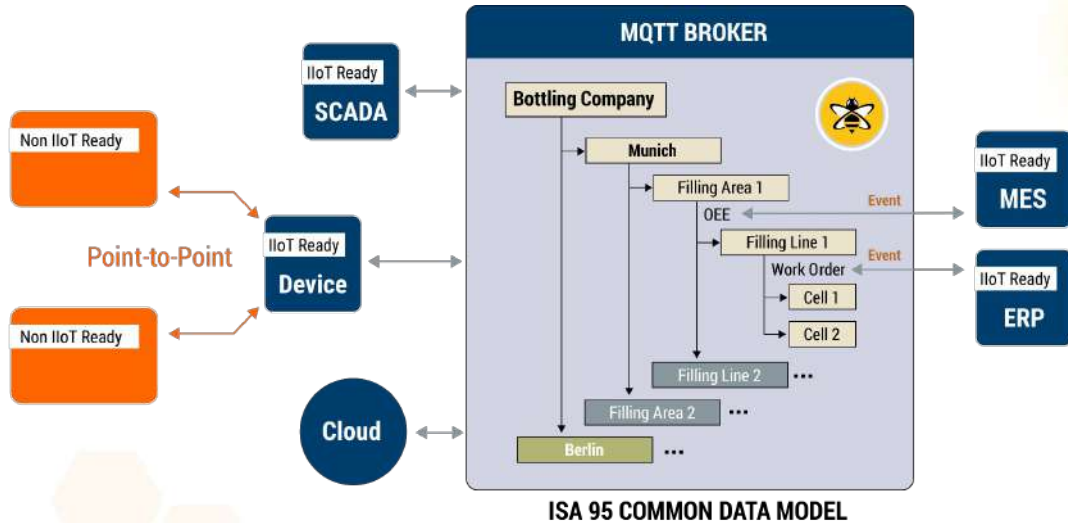 MQTT BROKER
IIoT Ready
SCADA
Bottling Company
Non IIoT Ready
Munich
IIoT Ready
MES
Filling Area 1
Event
OEE
IIoT Ready
Device
Point-to-Point
Filling Line 1
Event
Work Order
IIoT Ready
ERP
Cell 1
Non IIoT Ready
Cell 2
Filling Line 2 •••
Filling Area 2 •••
Cloud
Berlin •••
ISA 95 COMMON DATA MODEL